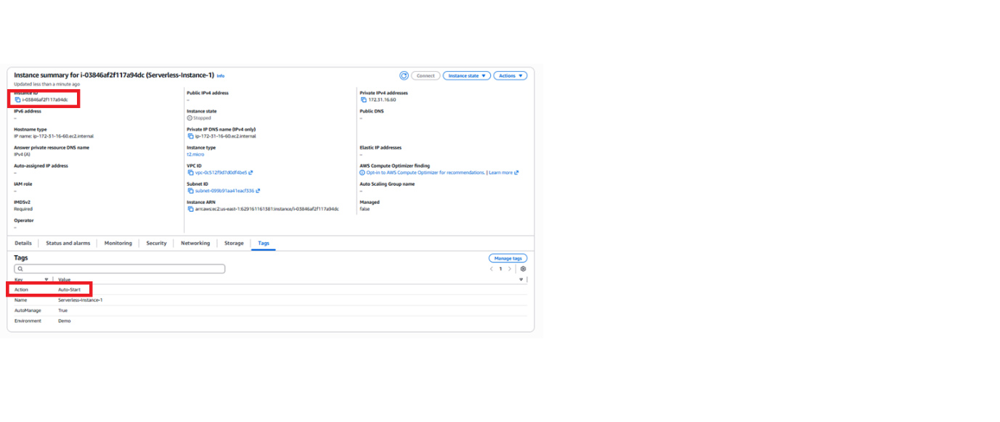 Instance summary for i-03846af2f117a94dc (Serverless-Instance-1) Info
Connect Instance state Actions
Updated less than a minute ago
Instance ID
i-03846af2f117a94dc
Public IPv4 address
–
Private IPv4 addresses
172.31.16.60
IPv6 address
–
Instance state
Stopped
Public DNS
–
Hostname type
IP name: ip-172-31-16-60.ec2.internal
Private IP DNS name (IPv4 only)
ip-172-31-16-60.ec2.internal
Answer private resource DNS name
IPv4 (A)
Instance type
t2.micro
Elastic IP addresses
–
Auto-assigned IP address
–
VPC ID
vpc-0c512f9d7d0df4be5
AWS Compute Optimizer finding
Opt-in to AWS Compute Optimizer for recommendations. | Learn more
IAM role
–
Subnet ID
subnet-099b91aa41eacf336
Auto Scaling Group name
–
IMDSv2
Required
Instance ARN
arn:aws:ec2:us-east-1:629161161381:instance/i-03846af2f117a94dc
Managed
false
Operator
–
Details Status and alarms Monitoring Security Networking Storage Tags
Tags
Manage tags
1
Key Value
Action Auto-Start
Name Serverless-Instance-1
AutoManage True
Environment Demo